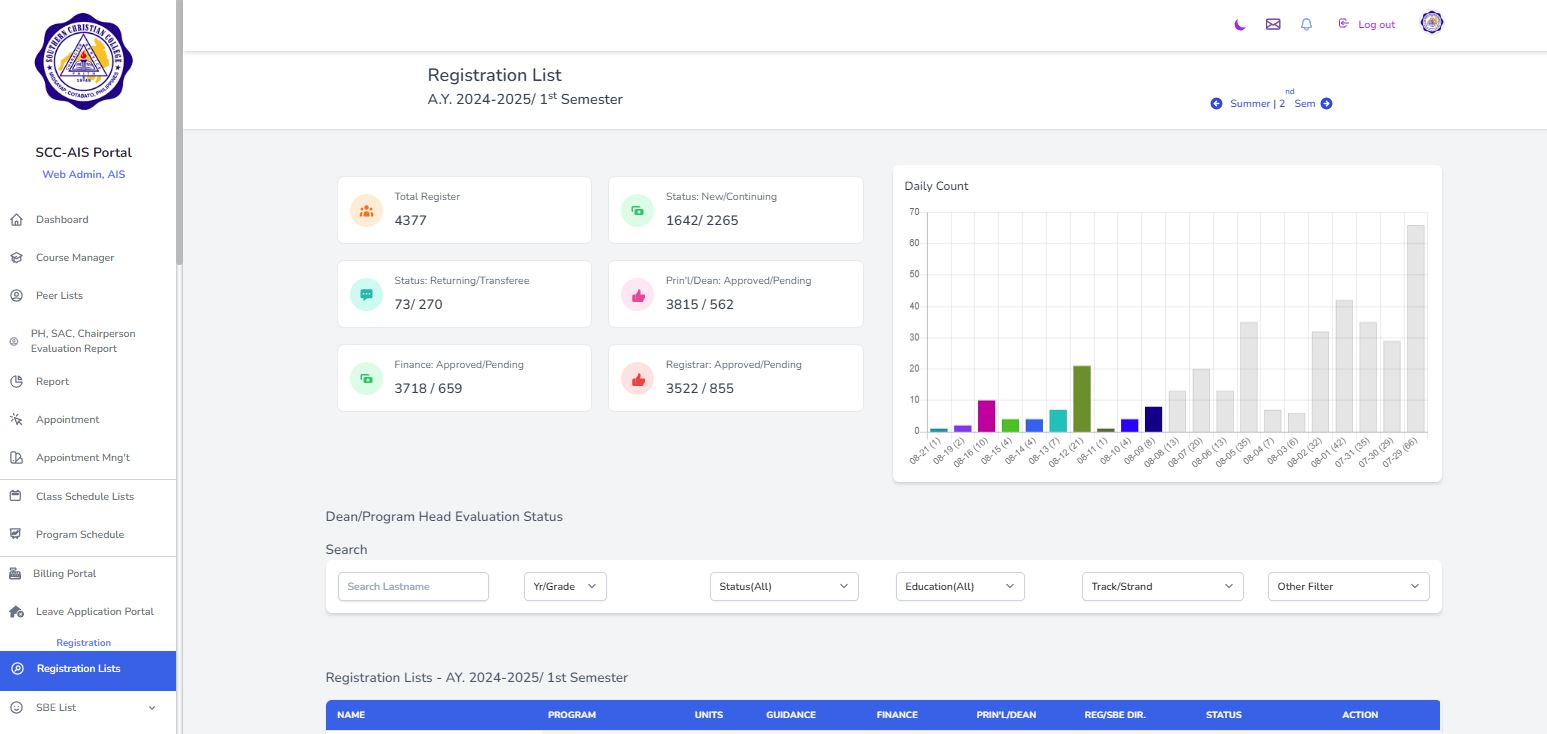 SOUTHERN CHRISTIAN COLLEGE
MIDSAYAP, COTABATO, PHILIPPINES
FAITH
1949
SCC-AIS Portal
Web Admin, AIS
Dashboard
Course Manager
Peer Lists
PH, SAC, Chairperson
Evaluation Report
Report
Appointment
Appointment Mng't
Class Schedule Lists
Program Schedule
Billing Portal
Leave Application Portal
Registration
Registration Lists
SBE List
Log out
Registration List
A.Y. 2024-2025/ 1st Semester
Summer | 2nd Sem
Total Register
4377
Status: New/Continuing
1642/ 2265
Status: Returning/Transferee
73/ 270
Prin'l/Dean: Approved/Pending
3815 / 562
Finance: Approved/Pending
3718 / 659
Registrar: Approved/Pending
3522 / 855
Daily Count
70
60
50
40
30
20
10
0
08-21 (1)
08-19 (2)
08-16 (10)
08-15 (4)
08-14 (4)
08-13 (7)
08-12 (21)
08-11 (1)
08-10 (4)
08-09 (8)
08-08 (13)
08-07 (20)
08-06 (13)
08-05 (35)
08-04 (7)
08-03 (6)
08-02 (32)
08-01 (42)
07-31 (35)
07-30 (29)
07-29 (66)
Dean/Program Head Evaluation Status
Search
Search Lastname
Yr/Grade
Status(All)
Education(All)
Track/Strand
Other Filter
Registration Lists - AY. 2024-2025/ 1st Semester
NAME PROGRAM UNITS GUIDANCE FINANCE PRIN'L/DEAN REG/SBE DIR. STATUS ACTION